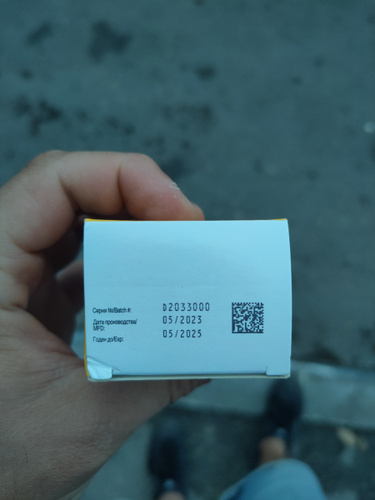 Серия №/Batch #: D2033000
Дата производства/ 05/2023
MFD:
Годен до/Exp: 05/2025